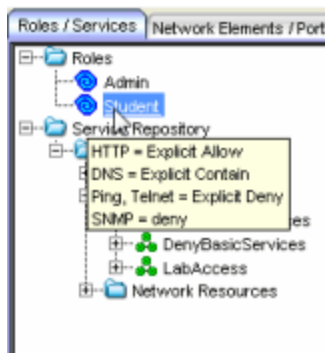 Roles / Services
Network Elements / Port
Roles
Admin
Student
Service Repository
HTTP = Explicit Allow
DNS = Explicit Contain
Ping, Telnet = Explicit Deny
SNMP = deny
DenyBasicServices
LabAccess
Network Resources